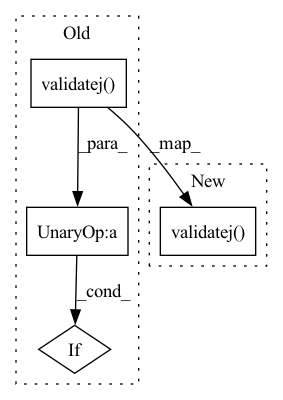 Old
validatej()
_para_
_map_
New
UnaryOp:a
validatej()
_cond_
If